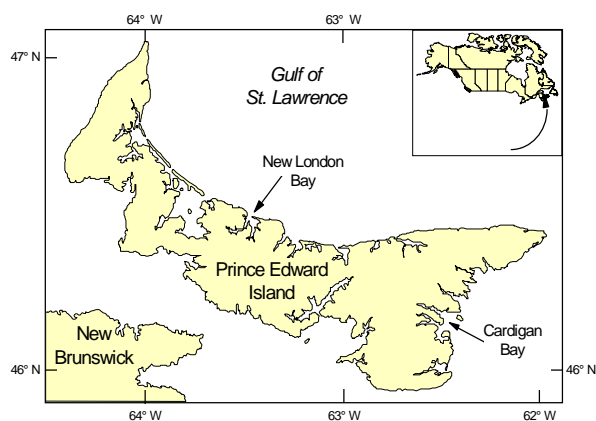 64° W
63° W
47° N
Gulf of
St. Lawrence
New London
Bay
Prince Edward
Island
New
Brunswick
Cardigan
Bay
46° N
46° N
64° W
63° W
62° W